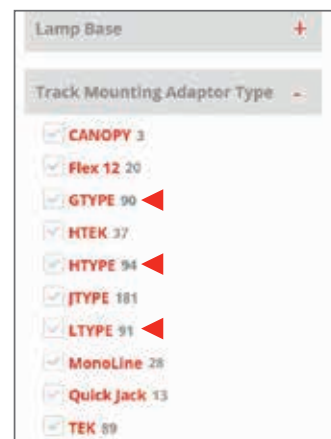 Lamp Base +
Track Mounting Adaptor Type -
CANOPY 3
Flex 12 20
GTYPE 90
HTEK 37
HTYPE 94
JTYPE 181
LTYPE 91
MonoLine 28
Quick Jack 13
TEK 89